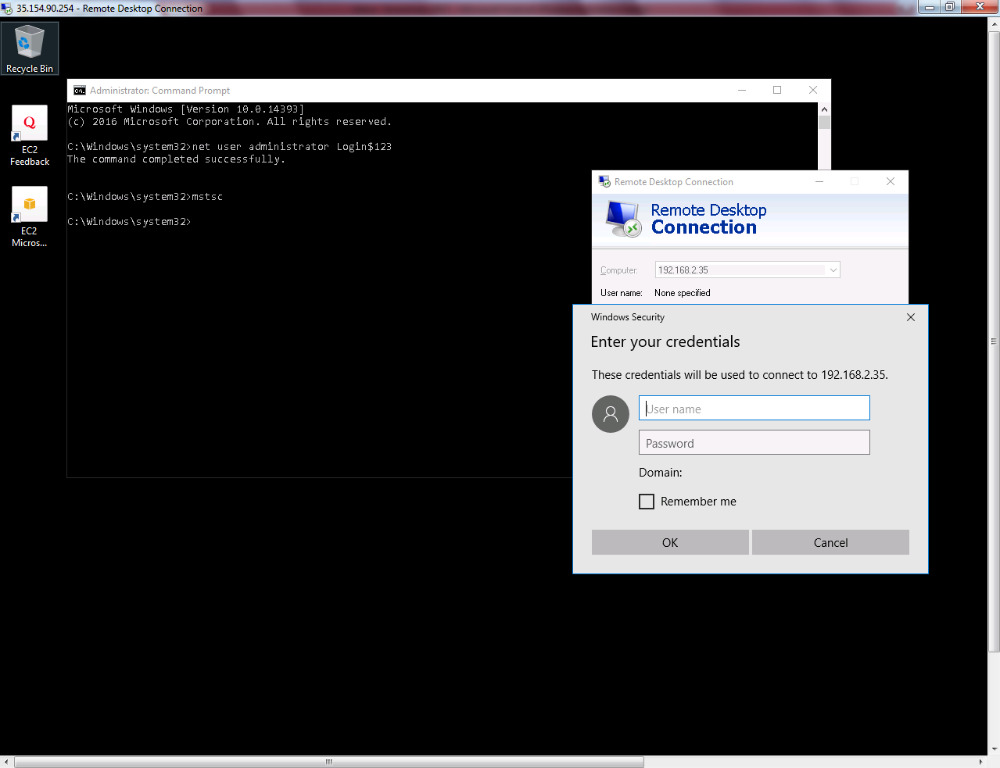 35.154.90.254 - Remote Desktop Connection
Recycle Bin
EC2
Feedback
EC2
Micros...
Administrator: Command Prompt
Microsoft Windows [Version 10.0.14393]
(c) 2016 Microsoft Corporation. All rights reserved.
C:\Windows\system32>net user administrator Login$123
The command completed successfully.
C:\Windows\system32>mstsc
C:\Windows\system32>
Remote Desktop Connection
Remote Desktop
Connection
Computer: 192.168.2.35
User name: None specified
Windows Security
Enter your credentials
These credentials will be used to connect to 192.168.2.35.
User name
Password
Domain:
Remember me
OK Cancel